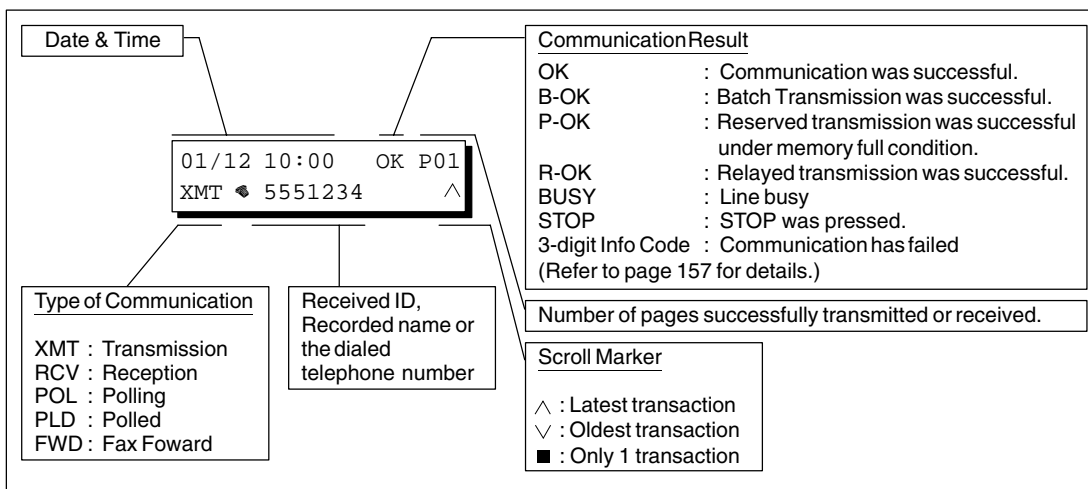 Date & Time
01/12 10:00 OK P01
XMT 5551234 ∧
Communication Result
OK : Communication was successful.
B-OK : Batch Transmission was successful.
P-OK : Reserved transmission was successful
under memory full condition.
R-OK : Relayed transmission was successful.
BUSY : Line busy
STOP : STOP was pressed.
3-digit Info Code : Communication has failed
(Refer to page 157 for details.)
Type of Communication
XMT : Transmission
RCV : Reception
POL : Polling
PLD : Polled
FWD : Fax Foward
Received ID,
Recorded name or
the dialed
telephone number
Number of pages successfully transmitted or received.
Scroll Marker
∧ : Latest transaction
∨ : Oldest transaction
■ : Only 1 transaction